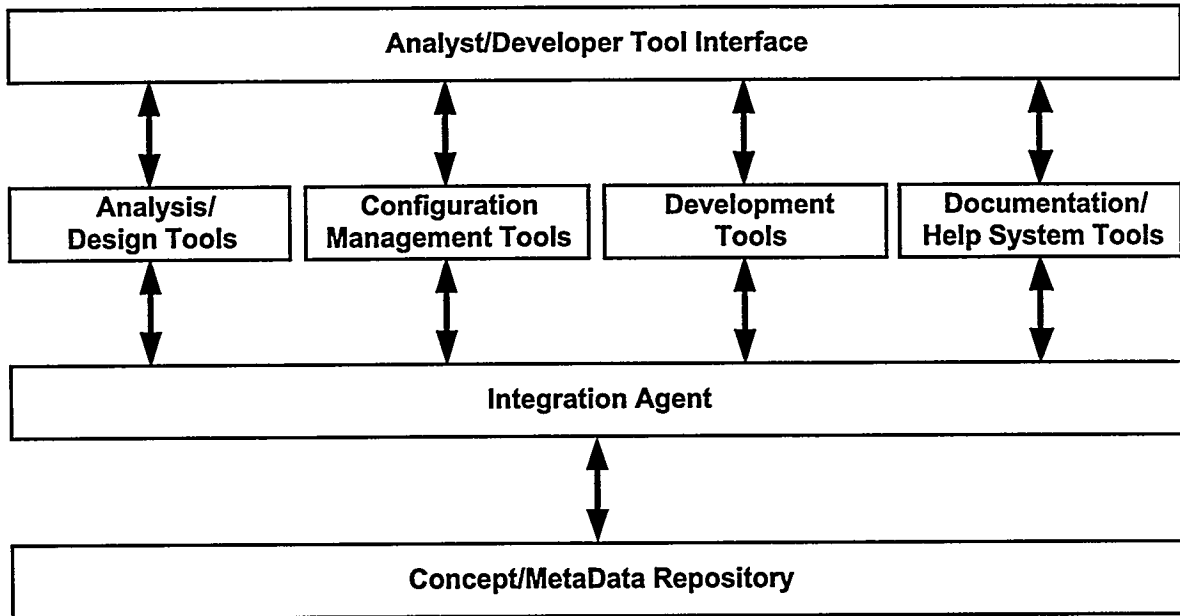 Analyst/Developer Tool Interface
Analysis/
Design Tools
Configuration
Management Tools
Development
Tools
Documentation/
Help System Tools
Integration Agent
Concept/MetaData Repository